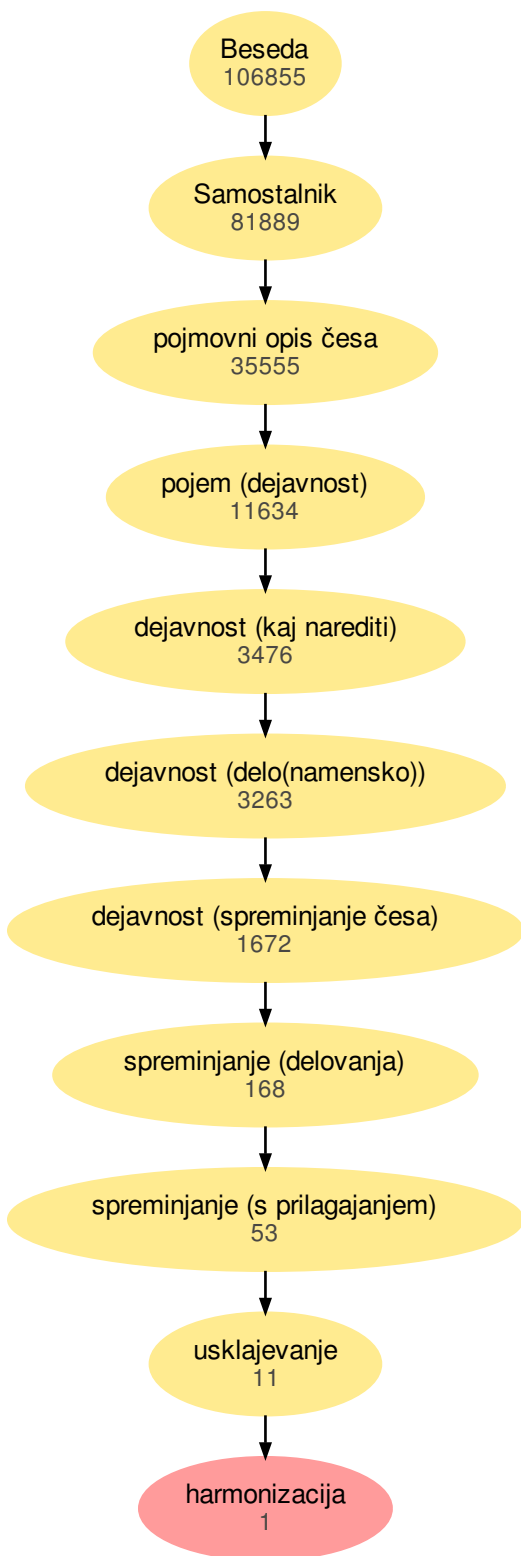 Beseda
106855
Samostalnik
81889
pojmovni opis česa
35555
pojem (dejavnost)
11634
dejavnost (kaj narediti)
3476
dejavnost (delo(namensko))
3263
dejavnost (spreminjanje česa)
1672
spreminjanje (delovanja)
168
spreminjanje (s prilagajanjem)
53
usklajevanje
11
harmonizacija
1